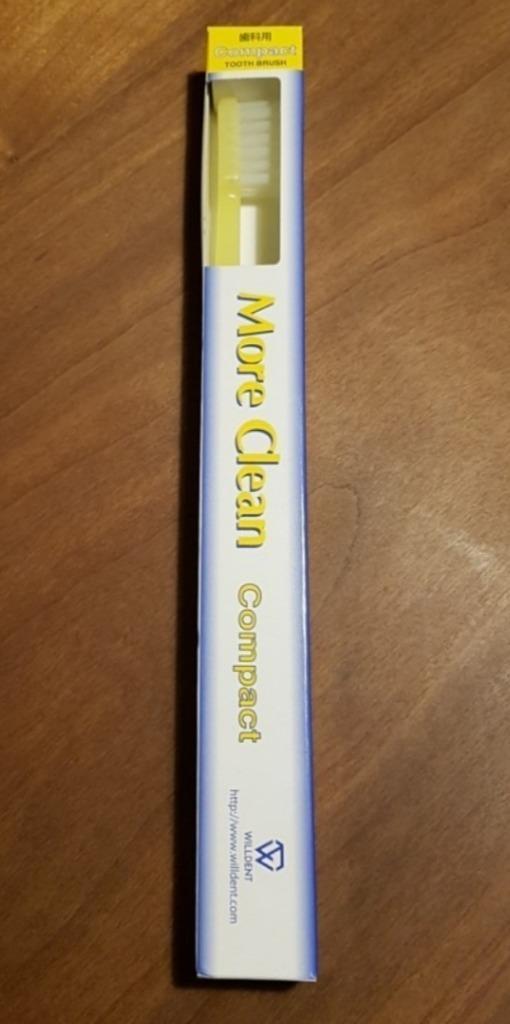 歯科用
Compact
TOOTH BRUSH
More Clean Compact
WILLDENT
http://www.willdent.com